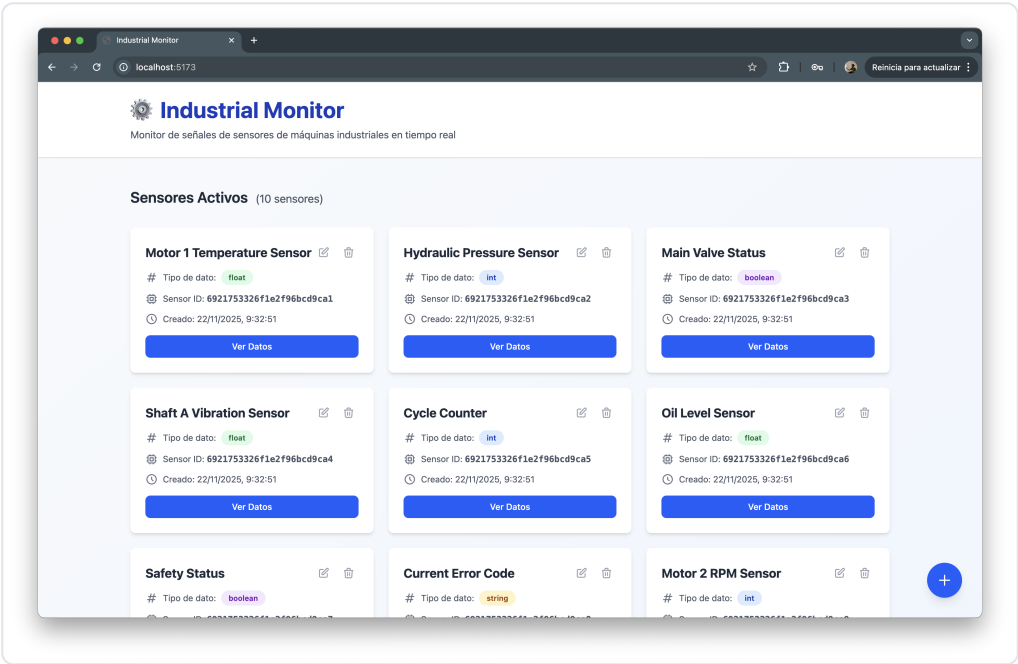 Industrial Monitor
localhost:5173
Reinicia para actualizar
Industrial Monitor
Monitor de señales de sensores de máquinas industriales en tiempo real
Sensores Activos (10 sensores)
Motor 1 Temperature Sensor
Tipo de dato: float
Sensor ID: 6921753326f1e2f96bcd9ca1
Creado: 22/11/2025, 9:32:51
Ver Datos
Hydraulic Pressure Sensor
Tipo de dato: int
Sensor ID: 6921753326f1e2f96bcd9ca2
Creado: 22/11/2025, 9:32:51
Ver Datos
Main Valve Status
Tipo de dato: boolean
Sensor ID: 6921753326f1e2f96bcd9ca3
Creado: 22/11/2025, 9:32:51
Ver Datos
Shaft A Vibration Sensor
Tipo de dato: float
Sensor ID: 6921753326f1e2f96bcd9ca4
Creado: 22/11/2025, 9:32:51
Ver Datos
Cycle Counter
Tipo de dato: int
Sensor ID: 6921753326f1e2f96bcd9ca5
Creado: 22/11/2025, 9:32:51
Ver Datos
Oil Level Sensor
Tipo de dato: float
Sensor ID: 6921753326f1e2f96bcd9ca6
Creado: 22/11/2025, 9:32:51
Ver Datos
Safety Status
Tipo de dato: boolean
Current Error Code
Tipo de dato: string
Motor 2 RPM Sensor
Tipo de dato: int